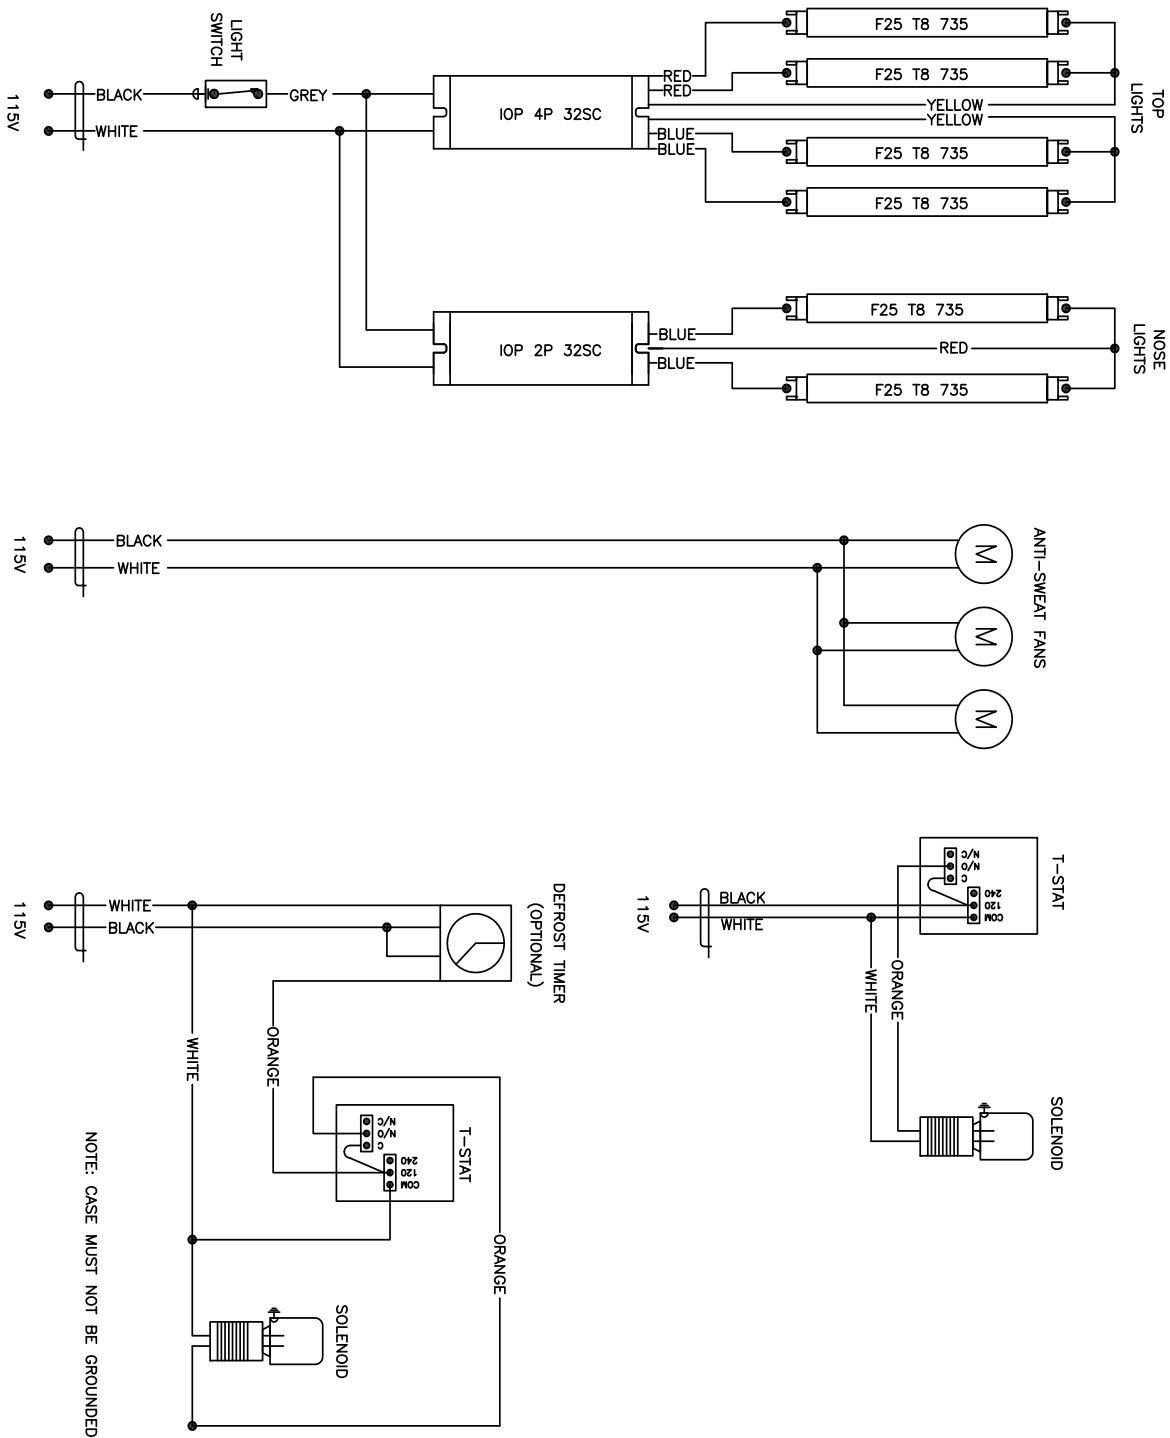 F25 T8 735
LIGHT
SWITCH
TOP
LIGHTS
RED
F25 T8 735
RED
115V
BLACK
GREY
YELLOW
IOP 4P 32SC
YELLOW
WHITE
BLUE
F25 T8 735
BLUE
F25 T8 735
F25 T8 735
NOSE
LIGHTS
BLUE
IOP 2P 32SC
RED
BLUE
F25 T8 735
115V
BLACK
WHITE
ANTI-SWEAT FANS
M
M
M
T-STAT
N/C
N/O
C
240
120
COM
115V
BLACK
WHITE
WHITE
ORANGE
SOLENOID
115V
WHITE
BLACK
DEFROST TIMER
(OPTIONAL)
WHITE
ORANGE
T-STAT
N/C
N/O
C
240
120
COM
ORANGE
SOLENOID
NOTE: CASE MUST NOT BE GROUNDED